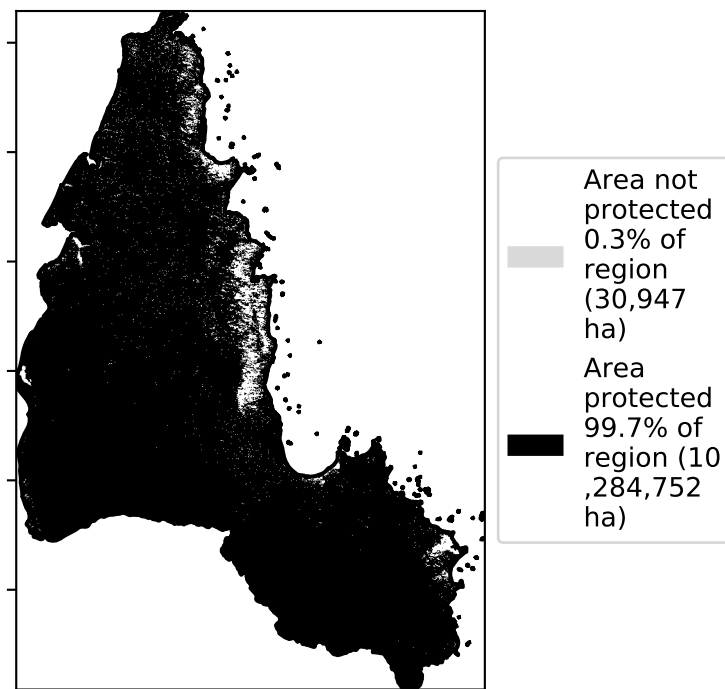 Area not
protected
0.3% of
region
(30,947
ha)
Area
protected
99.7% of
region (10
,284,752
ha)